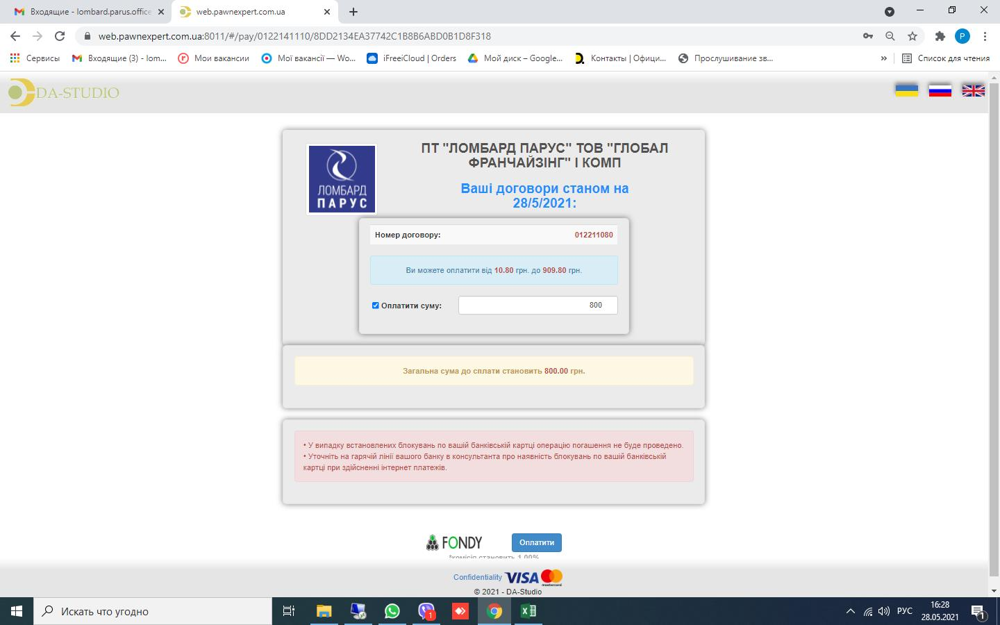 Входящие - lombard.parus.office
web.pawnexpert.com.ua
web.pawnexpert.com.ua:8011/#/pay/0122141110/8DD2134EA37742C1B8B6ABD0B1D8F318
P
Сервисы
Входящие (3) - lom...
Мои вакансии
Мої вакансії — Wo...
iFreeiCloud | Orders
Мой диск – Google...
Контакты | Офици...
Прослушивание зв...
»
Список для чтения
DA-STUDIO
ЛОМБАРД
ПАРУС
ПТ "ЛОМБАРД ПАРУС" ТОВ "ГЛОБАЛ
ФРАНЧАЙЗІНГ" І КОМП
Ваші договори станом на
28/5/2021:
Номер договору: 012211080
Ви можете оплатити від 10.80 грн. до 909.80 грн.
Оплатити суму: 800
Загальна сума до сплати становить 800.00 грн.
• У випадку встановлених блокувань по вашій банківській картці операцію погашення не буде проведено.
• Уточніть на гарячій лінії вашого банку в консультанта про наявність блокувань по вашій банківській
картці при здійсненні інтернет платежів.
FONDY
Оплатити
*комісія становить 1.00%
Confidentiality VISA mastercard
© 2021 - DA-Studio
Искать что угодно
1
РУС
16:28
28.05.2021
1